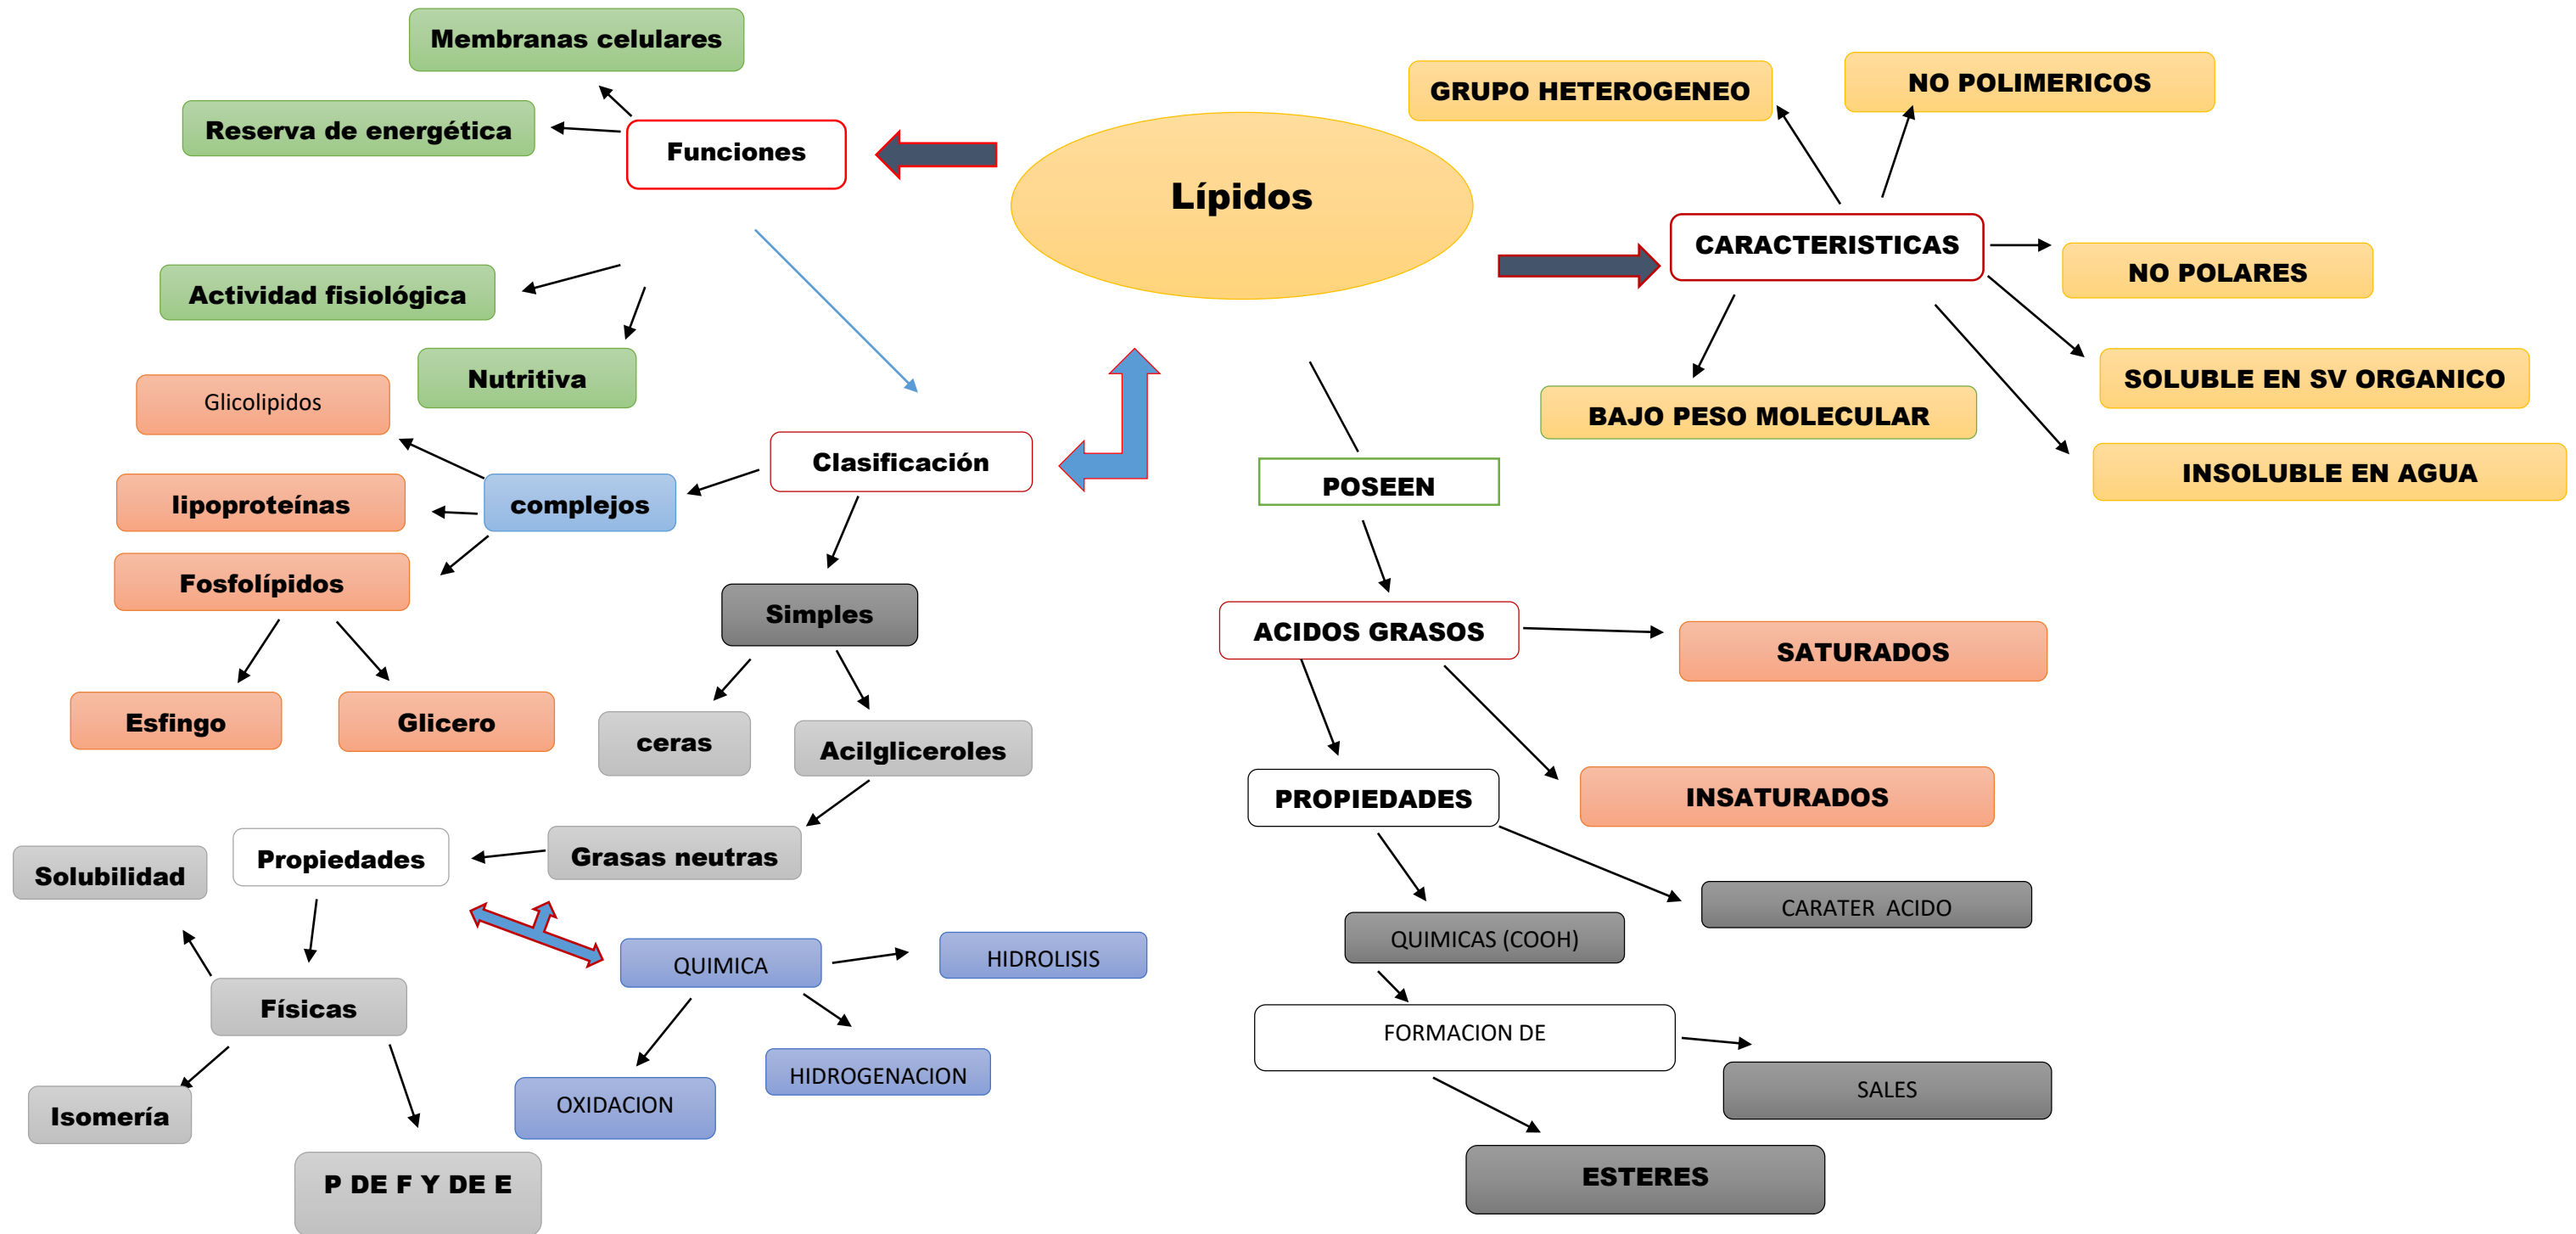 Membranas celulares
Reserva de energética
Funciones
Actividad fisiológica
Nutritiva
Lípidos
GRUPO HETEROGENEO
NO POLIMERICOS
CARACTERISTICAS
NO POLARES
SOLUBLE EN SV ORGANICO
INSOLUBLE EN AGUA
BAJO PESO MOLECULAR
Clasificación
complejos
Glicolipidos
lipoproteínas
Fosfolípidos
Esfingo
Glicero
Simples
ceras
Acilgliceroles
Grasas neutras
Propiedades
Solubilidad
Físicas
Isomería
P DE F Y DE E
QUIMICA
HIDROLISIS
HIDROGENACION
OXIDACION
POSEEN
ACIDOS GRASOS
SATURADOS
INSATURADOS
PROPIEDADES
CARATER  ACIDO
QUIMICAS (COOH)
FORMACION DE
SALES
ESTERES